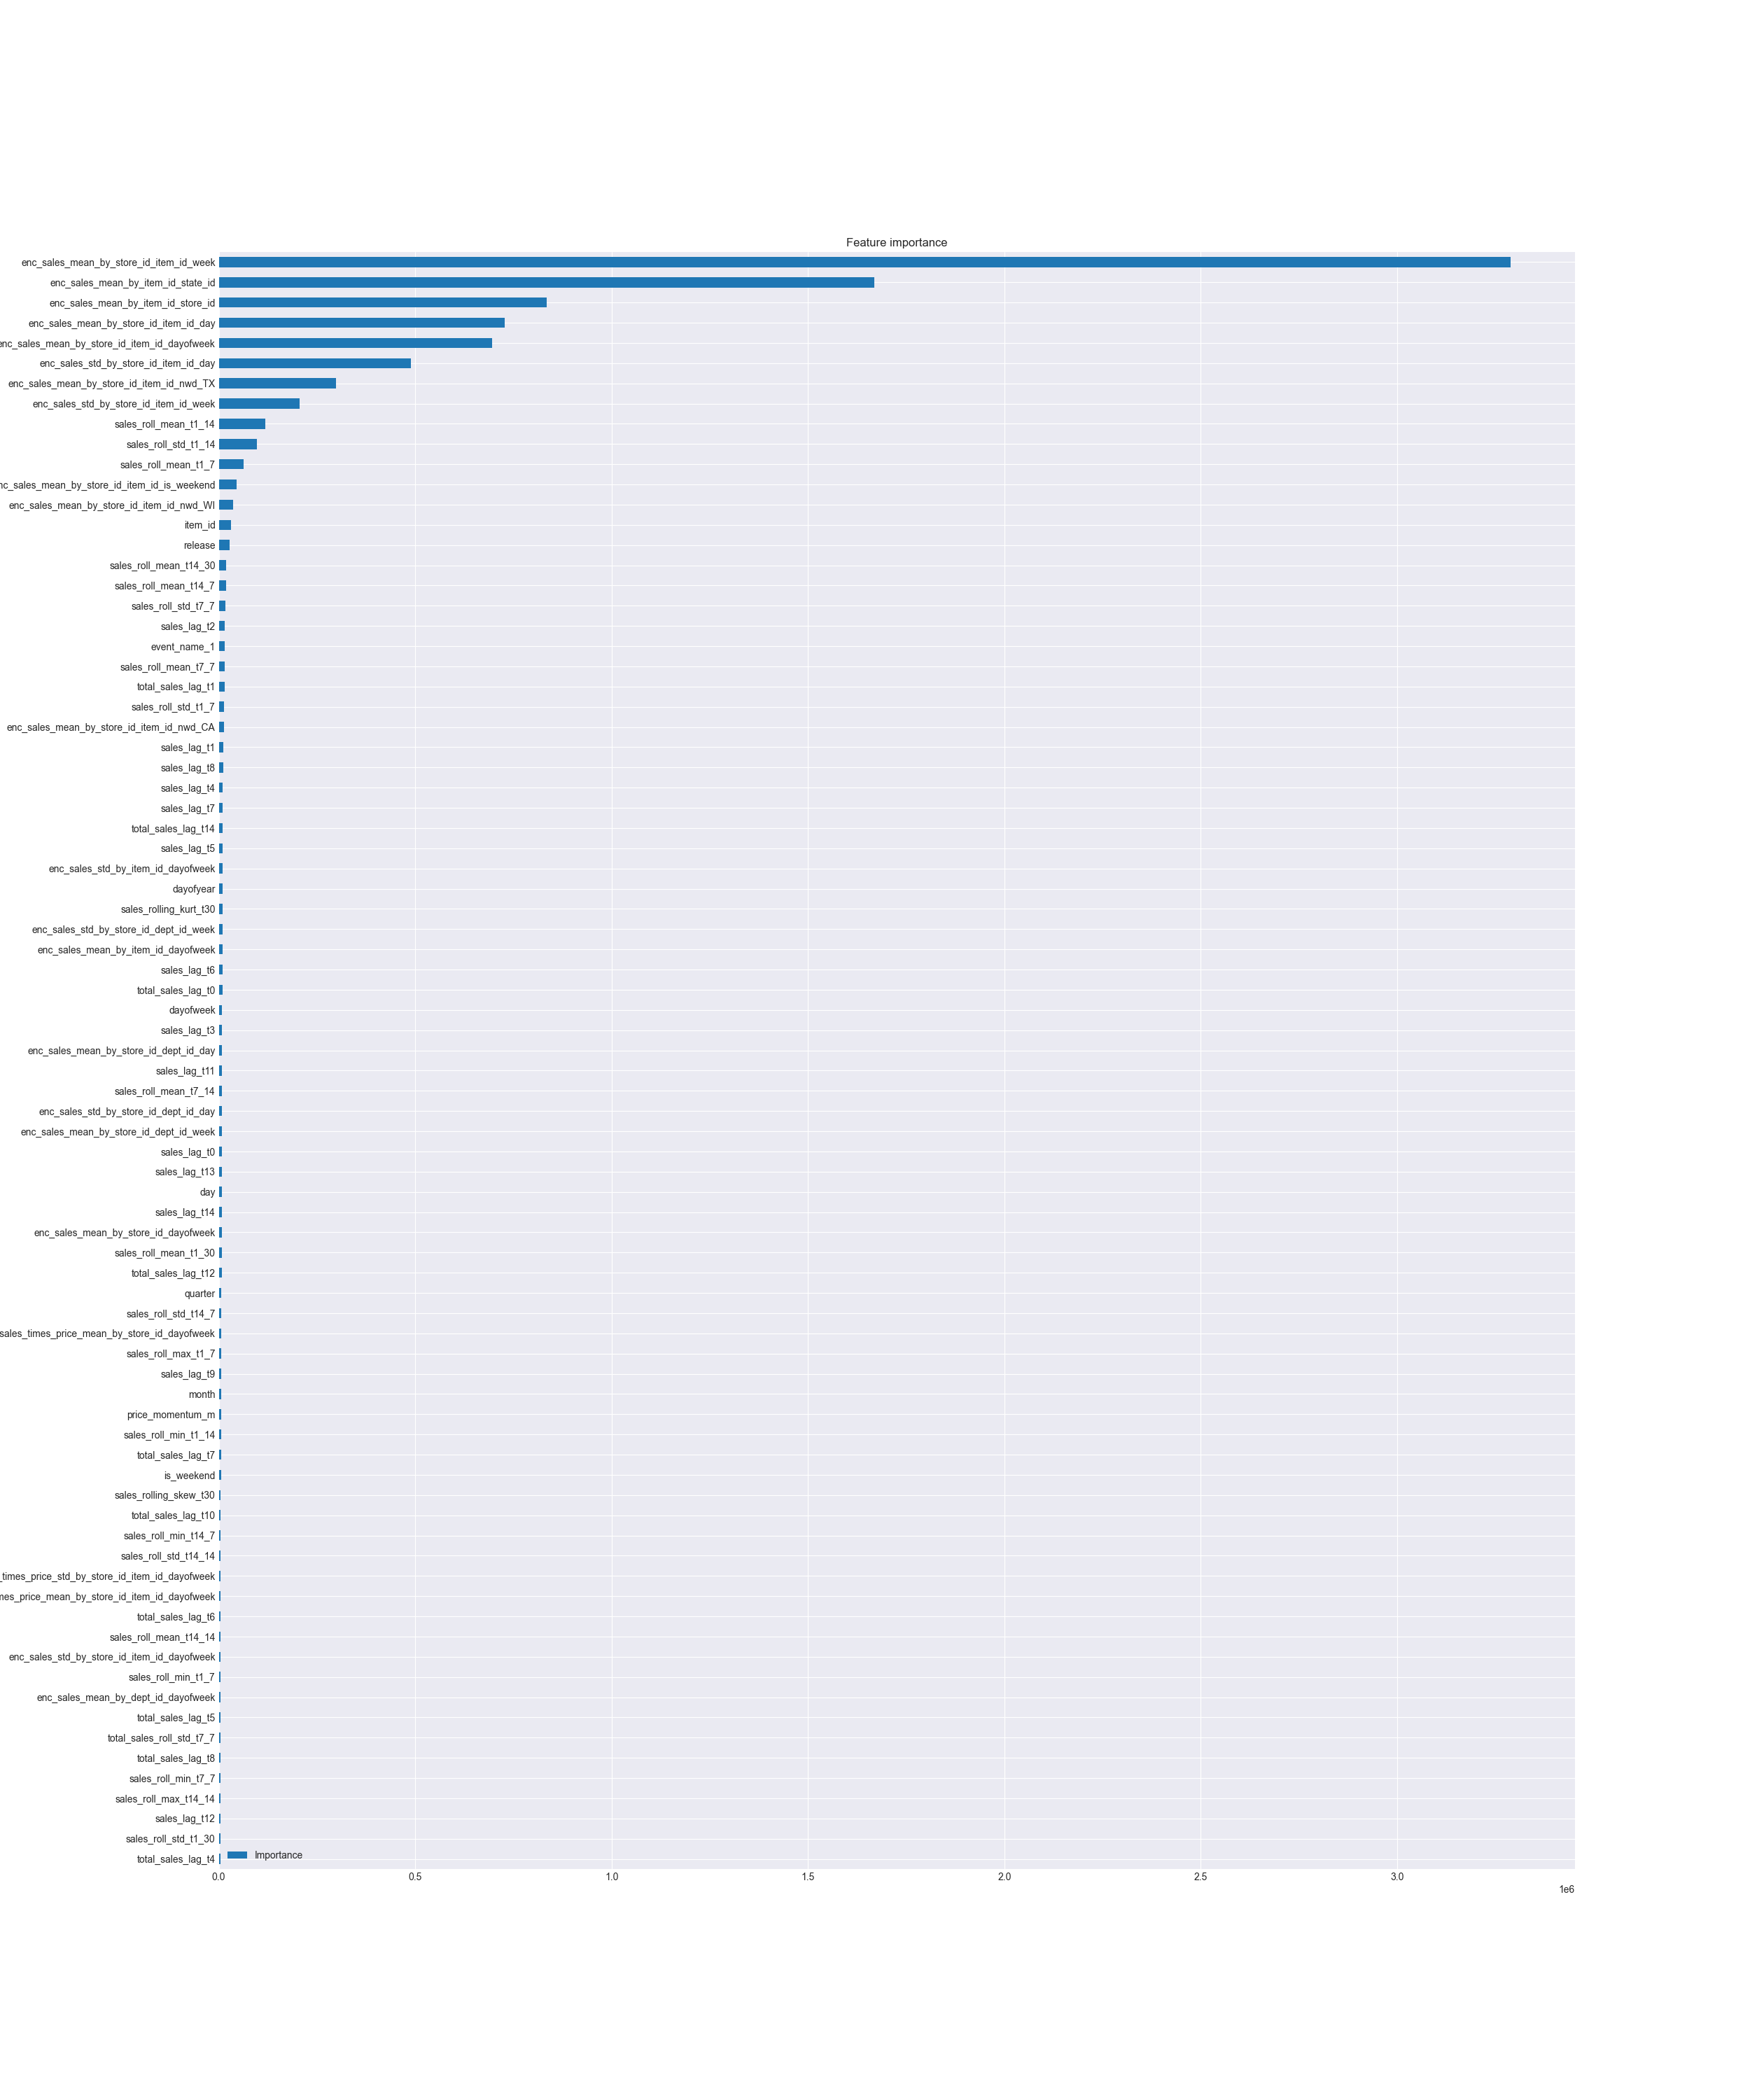 Feature importance
enc_sales_mean_by_store_id_item_id_week
enc_sales_mean_by_item_id_state_id
enc_sales_mean_by_item_id_store_id
enc_sales_mean_by_store_id_item_id_day
enc_sales_mean_by_store_id_item_id_dayofweek
enc_sales_std_by_store_id_item_id_day
enc_sales_mean_by_store_id_item_id_nwd_TX
enc_sales_std_by_store_id_item_id_week
sales_roll_mean_t1_14
sales_roll_std_t1_14
sales_roll_mean_t1_7
nc_sales_mean_by_store_id_item_id_is_weekend
enc_sales_mean_by_store_id_item_id_nwd_WI
item_id
release
sales_roll_mean_t14_30
sales_roll_mean_t14_7
sales_roll_std_t7_7
sales_lag_t2
event_name_1
sales_roll_mean_t7_7
total_sales_lag_t1
sales_roll_std_t1_7
enc_sales_mean_by_store_id_item_id_nwd_CA
sales_lag_t1
sales_lag_t8
sales_lag_t4
sales_lag_t7
total_sales_lag_t14
sales_lag_t5
enc_sales_std_by_item_id_dayofweek
dayofyear
sales_rolling_kurt_t30
enc_sales_std_by_store_id_dept_id_week
enc_sales_mean_by_item_id_dayofweek
sales_lag_t6
total_sales_lag_t0
dayofweek
sales_lag_t3
enc_sales_mean_by_store_id_dept_id_day
sales_lag_t11
sales_roll_mean_t7_14
enc_sales_std_by_store_id_dept_id_day
enc_sales_mean_by_store_id_dept_id_week
sales_lag_t0
sales_lag_t13
day
sales_lag_t14
enc_sales_mean_by_store_id_dayofweek
sales_roll_mean_t1_30
total_sales_lag_t12
quarter
sales_roll_std_t14_7
sales_times_price_mean_by_store_id_dayofweek
sales_roll_max_t1_7
sales_lag_t9
month
price_momentum_m
sales_roll_min_t1_14
total_sales_lag_t7
is_weekend
sales_rolling_skew_t30
total_sales_lag_t10
sales_roll_min_t14_7
sales_roll_std_t14_14
_times_price_std_by_store_id_item_id_dayofweek
mes_price_mean_by_store_id_item_id_dayofweek
total_sales_lag_t6
sales_roll_mean_t14_14
enc_sales_std_by_store_id_item_id_dayofweek
sales_roll_min_t1_7
enc_sales_mean_by_dept_id_dayofweek
total_sales_lag_t5
total_sales_roll_std_t7_7
total_sales_lag_t8
sales_roll_min_t7_7
sales_roll_max_t14_14
sales_lag_t12
sales_roll_std_t1_30
total_sales_lag_t4
Importance
0.0 0.5 1.0 1.5 2.0 2.5 3.0
1e6